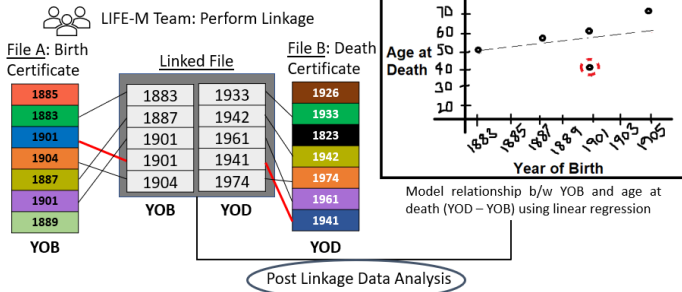 LIFE-M Team: Perform Linkage
File A: Birth
Certificate
1885
1883
1901
1904
1887
1901
1889
YOB
Linked File
1883 1933
1887 1942
1901 1961
1901 1941
1904 1974
YOB YOD
File B: Death
Certificate
1926
1933
1823
1942
1974
1961
1941
YOD
Age at
Death
70
60
50
40
30
10
1883 1885 1887 1889 1901 1903 1905
Year of Birth
Model relationship b/w YOB and age at
death (YOD – YOB) using linear regression
Post Linkage Data Analysis